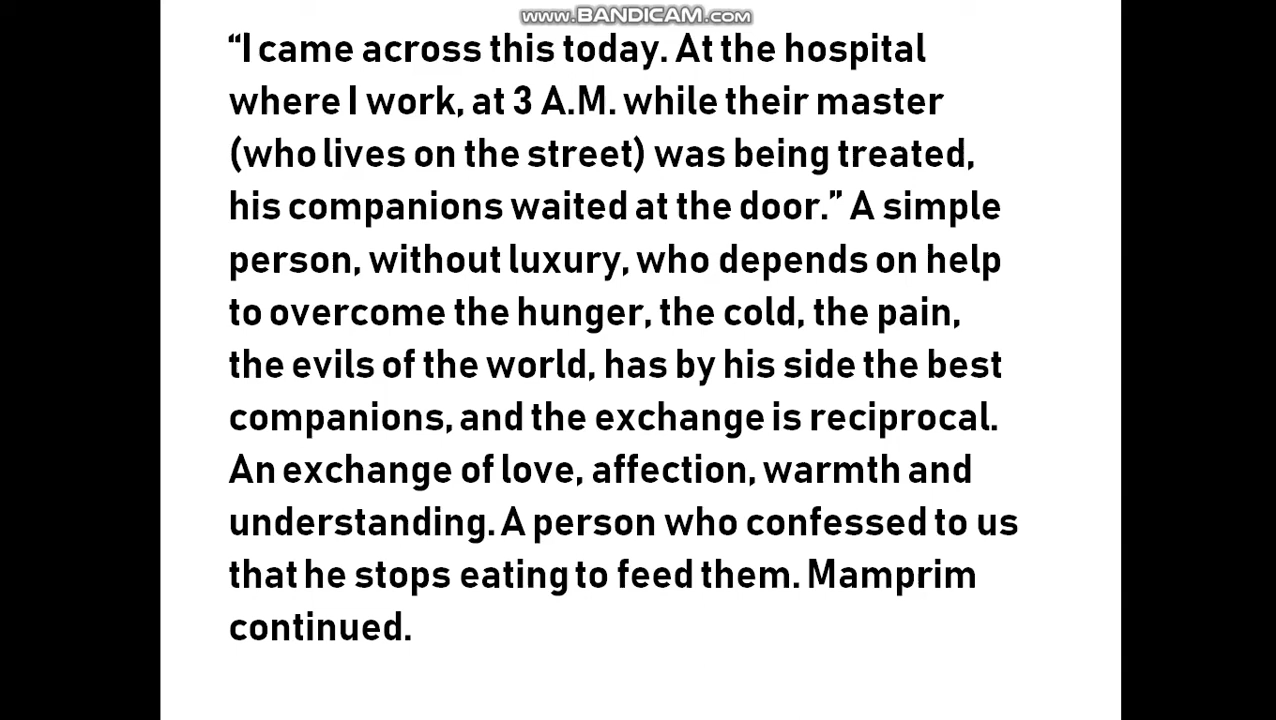 www.BANDICAM.com
“I came across this today. At the hospital
where I work, at 3 A.M. while their master
(who lives on the street) was being treated,
his companions waited at the door.” A simple
person, without luxury, who depends on help
to overcome the hunger, the cold, the pain,
the evils of the world, has by his side the best
companions, and the exchange is reciprocal.
An exchange of love, affection, warmth and
understanding. A person who confessed to us
that he stops eating to feed them. Mamprim
continued.